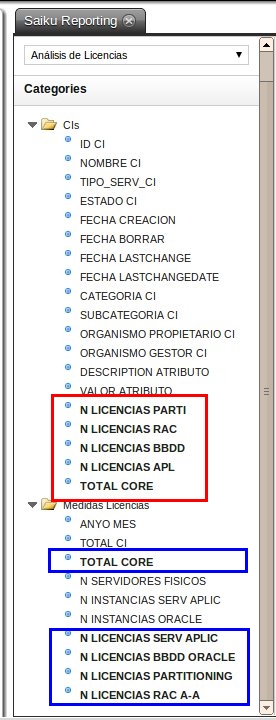 Saiku Reporting
Análisis de Licencias
Categories
CIs
ID CI
NOMBRE CI
TIPO_SERV_CI
ESTADO CI
FECHA CREACION
FECHA BORRAR
FECHA LASTCHANGE
FECHA LASTCHANGEDATE
CATEGORIA CI
SUBCATEGORIA CI
ORGANISMO PROPIETARIO CI
ORGANISMO GESTOR CI
DESCRIPTION ATRIBUTO
VALOR ATRIBUTO
N LICENCIAS PARTI
N LICENCIAS RAC
N LICENCIAS BBDD
N LICENCIAS APL
TOTAL CORE
Medidas Licencias
ANYO MES
TOTAL CI
TOTAL CORE
N SERVIDORES FISICOS
N INSTANCIAS SERV APLIC
N INSTANCIAS ORACLE
N LICENCIAS SERV APLIC
N LICENCIAS BBDD ORACLE
N LICENCIAS PARTITIONING
N LICENCIAS RAC A-A